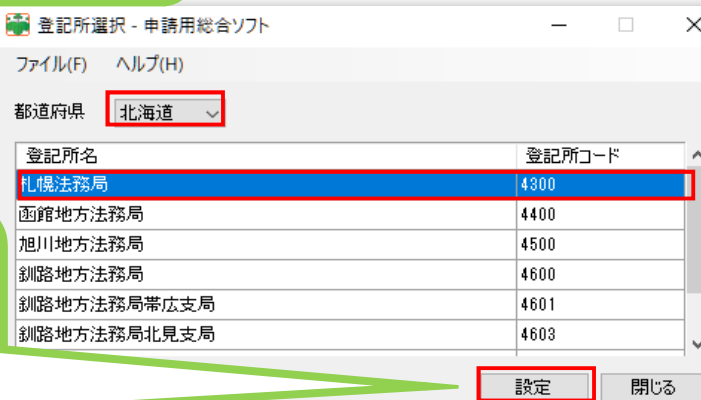 登記所選択 - 申請用総合ソフト
ファイル(F) ヘルプ(H)
都道府県 北海道
登記所名 登記所コード
札幌法務局 4300
函館地方法務局 4400
旭川地方法務局 4500
釧路地方法務局 4600
釧路地方法務局帯広支局 4601
釧路地方法務局北見支局 4603
設定 閉じる